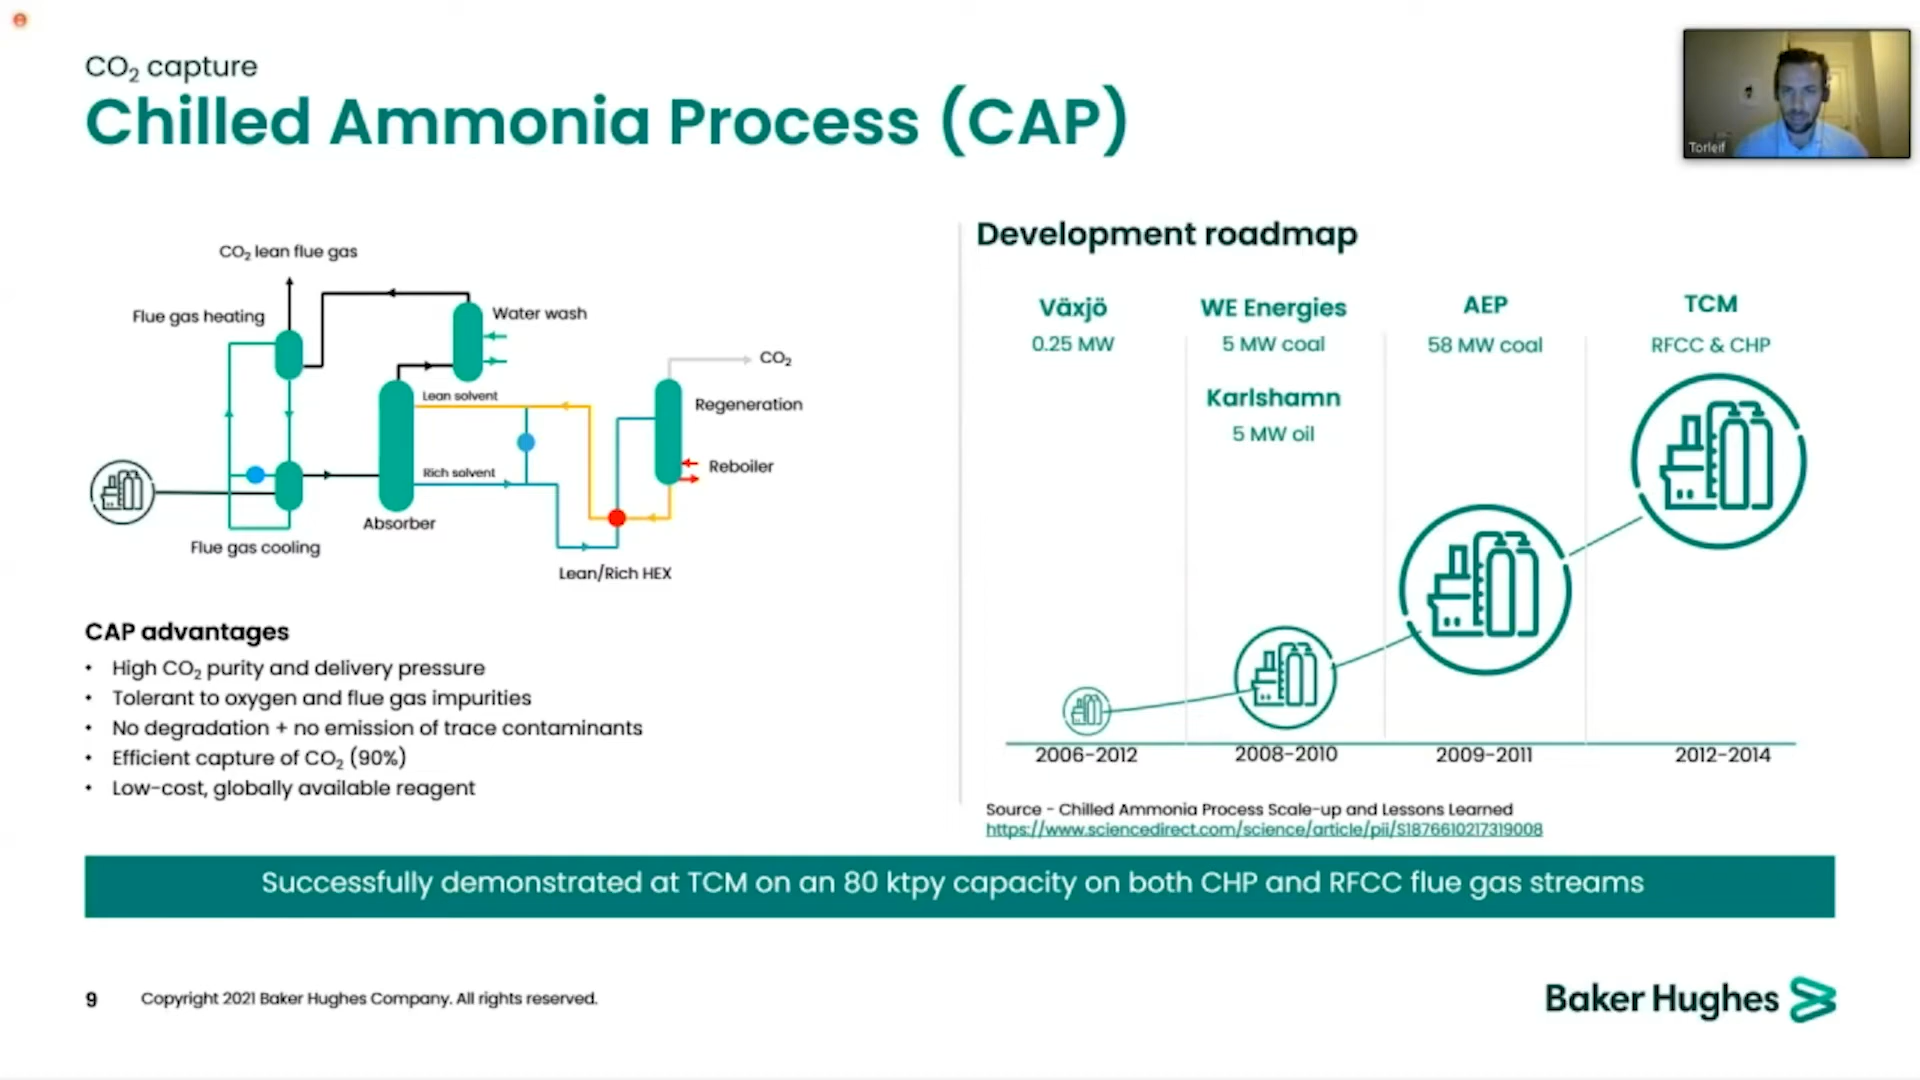 CO₂ capture
Chilled Ammonia Process (CAP)
Torleif
CO₂ lean flue gas
Flue gas heating
Water wash
CO₂
Lean solvent
Regeneration
Rich solvent
Reboiler
Absorber
Flue gas cooling
Lean/Rich HEX
CAP advantages
• High CO₂ purity and delivery pressure
• Tolerant to oxygen and flue gas impurities
• No degradation + no emission of trace contaminants
• Efficient capture of CO₂ (90%)
• Low-cost, globally available reagent
Development roadmap
Växjö
0.25 MW
WE Energies
5 MW coal
Karlshamn
5 MW oil
AEP
58 MW coal
TCM
RFCC & CHP
2006-2012
2008-2010
2009-2011
2012-2014
Source - Chilled Ammonia Process Scale-up and Lessons Learned
https://www.sciencedirect.com/science/article/pii/S1876610217319008
Successfully demonstrated at TCM on an 80 ktpy capacity on both CHP and RFCC flue gas streams
9
Copyright 2021 Baker Hughes Company. All rights reserved.
Baker Hughes